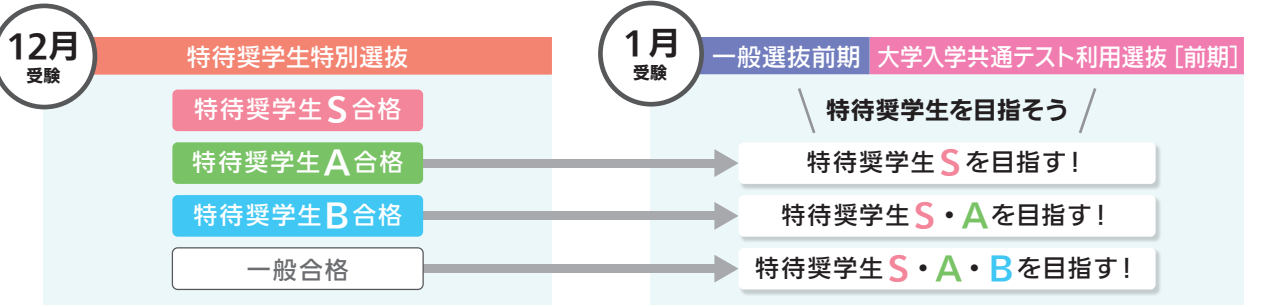 12月
受験
特待奨学生特別選抜
特待奨学生S合格
特待奨学生A合格
特待奨学生B合格
一般合格
1月
受験
一般選抜前期
大学入学共通テスト利用選抜[前期]
特待奨学生を目指そう
特待奨学生Sを目指す!
特待奨学生S・Aを目指す!
特待奨学生S・A・Bを目指す!